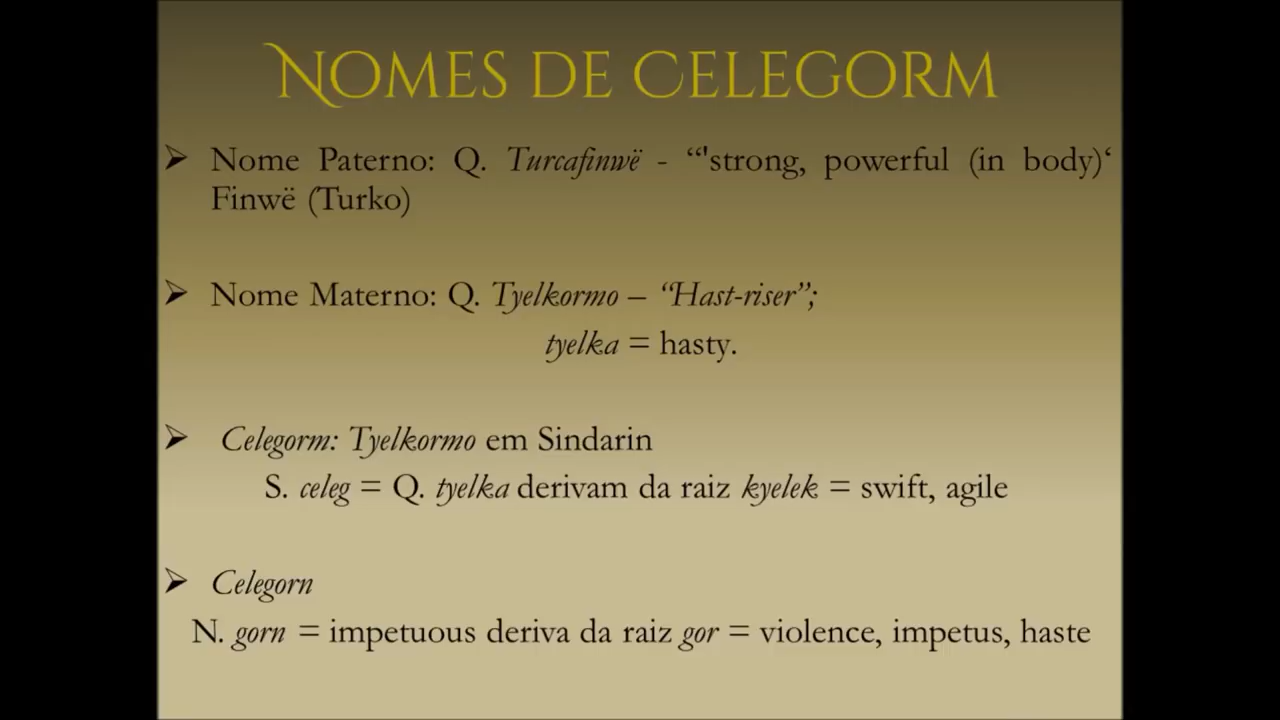 NOMES DE CELEGORM
➢ Nome Paterno: Q. Turcafinwë - “'strong, powerful (in body)‘
Finwë (Turko)
➢ Nome Materno: Q. Tyelkormo – “Hast-riser”;
tyelka = hasty.
➢ Celegorm: Tyelkormo em Sindarin
S. celeg = Q. tyelka derivam da raiz kyelek = swift, agile
➢ Celegorn
N. gorn = impetuous deriva da raiz gor = violence, impetus, haste